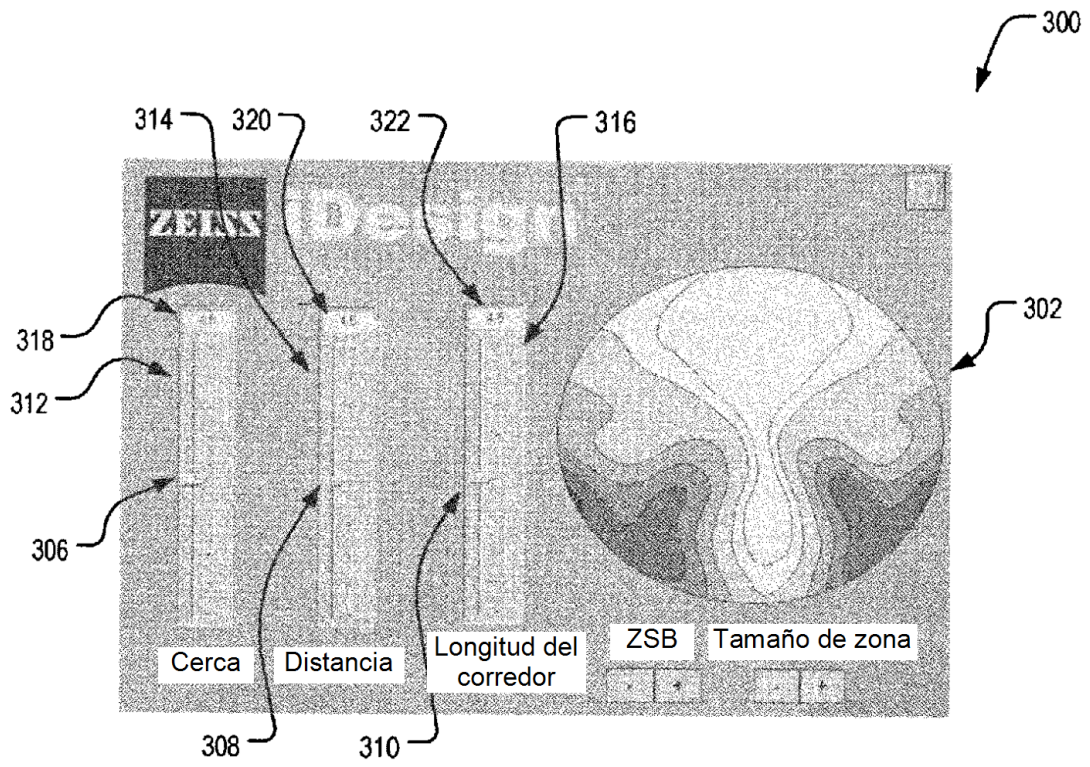 300
314
320
322
316
ZEISS
iDesign
302
318
312
306
ZSB
Tamaño de zona
Cerca
Distancia
Longitud del
corredor
- +
- +
308
310